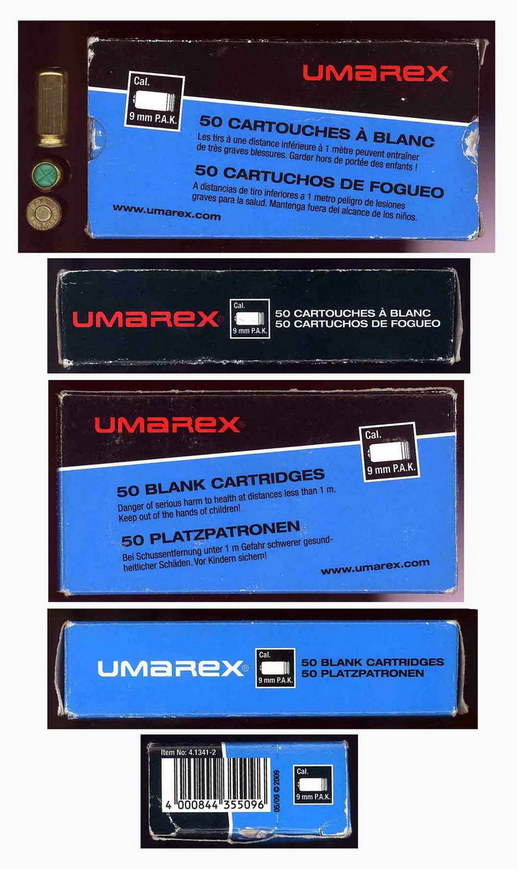 UMAREX®
Cal.
9 mm P.A.K.
50 CARTOUCHES À BLANC
Les tirs à une distance inférieure à 1 mètre peuvent entraîner
de très graves blessures. Garder hors de portée des enfants !
50 CARTUCHOS DE FOGUEO
A distancias de tiro inferiores a 1 metro peligro de lesiones
graves para la salud. Mantenga fuera del alcance de los niños.
www.umarex.com
UMAREX®
Cal.
9 mm P.A.K.
50 CARTOUCHES À BLANC
50 CARTUCHOS DE FOGUEO
UMAREX®
Cal.
9 mm P.A.K.
50 BLANK CARTRIDGES
Danger of serious harm to health at distances less than 1 m.
Keep out of the hands of children!
50 PLATZPATRONEN
Bei Schussentfernung unter 1 m Gefahr schwerer gesund-
heitlicher Schäden. Vor Kindern sichern!
www.umarex.com
UMAREX®
Cal.
9 mm P.A.K.
50 BLANK CARTRIDGES
50 PLATZPATRONEN
Item No: 4.1341-2
4 000844 355096
05/09 © 2009
Cal.
9 mm P.A.K.